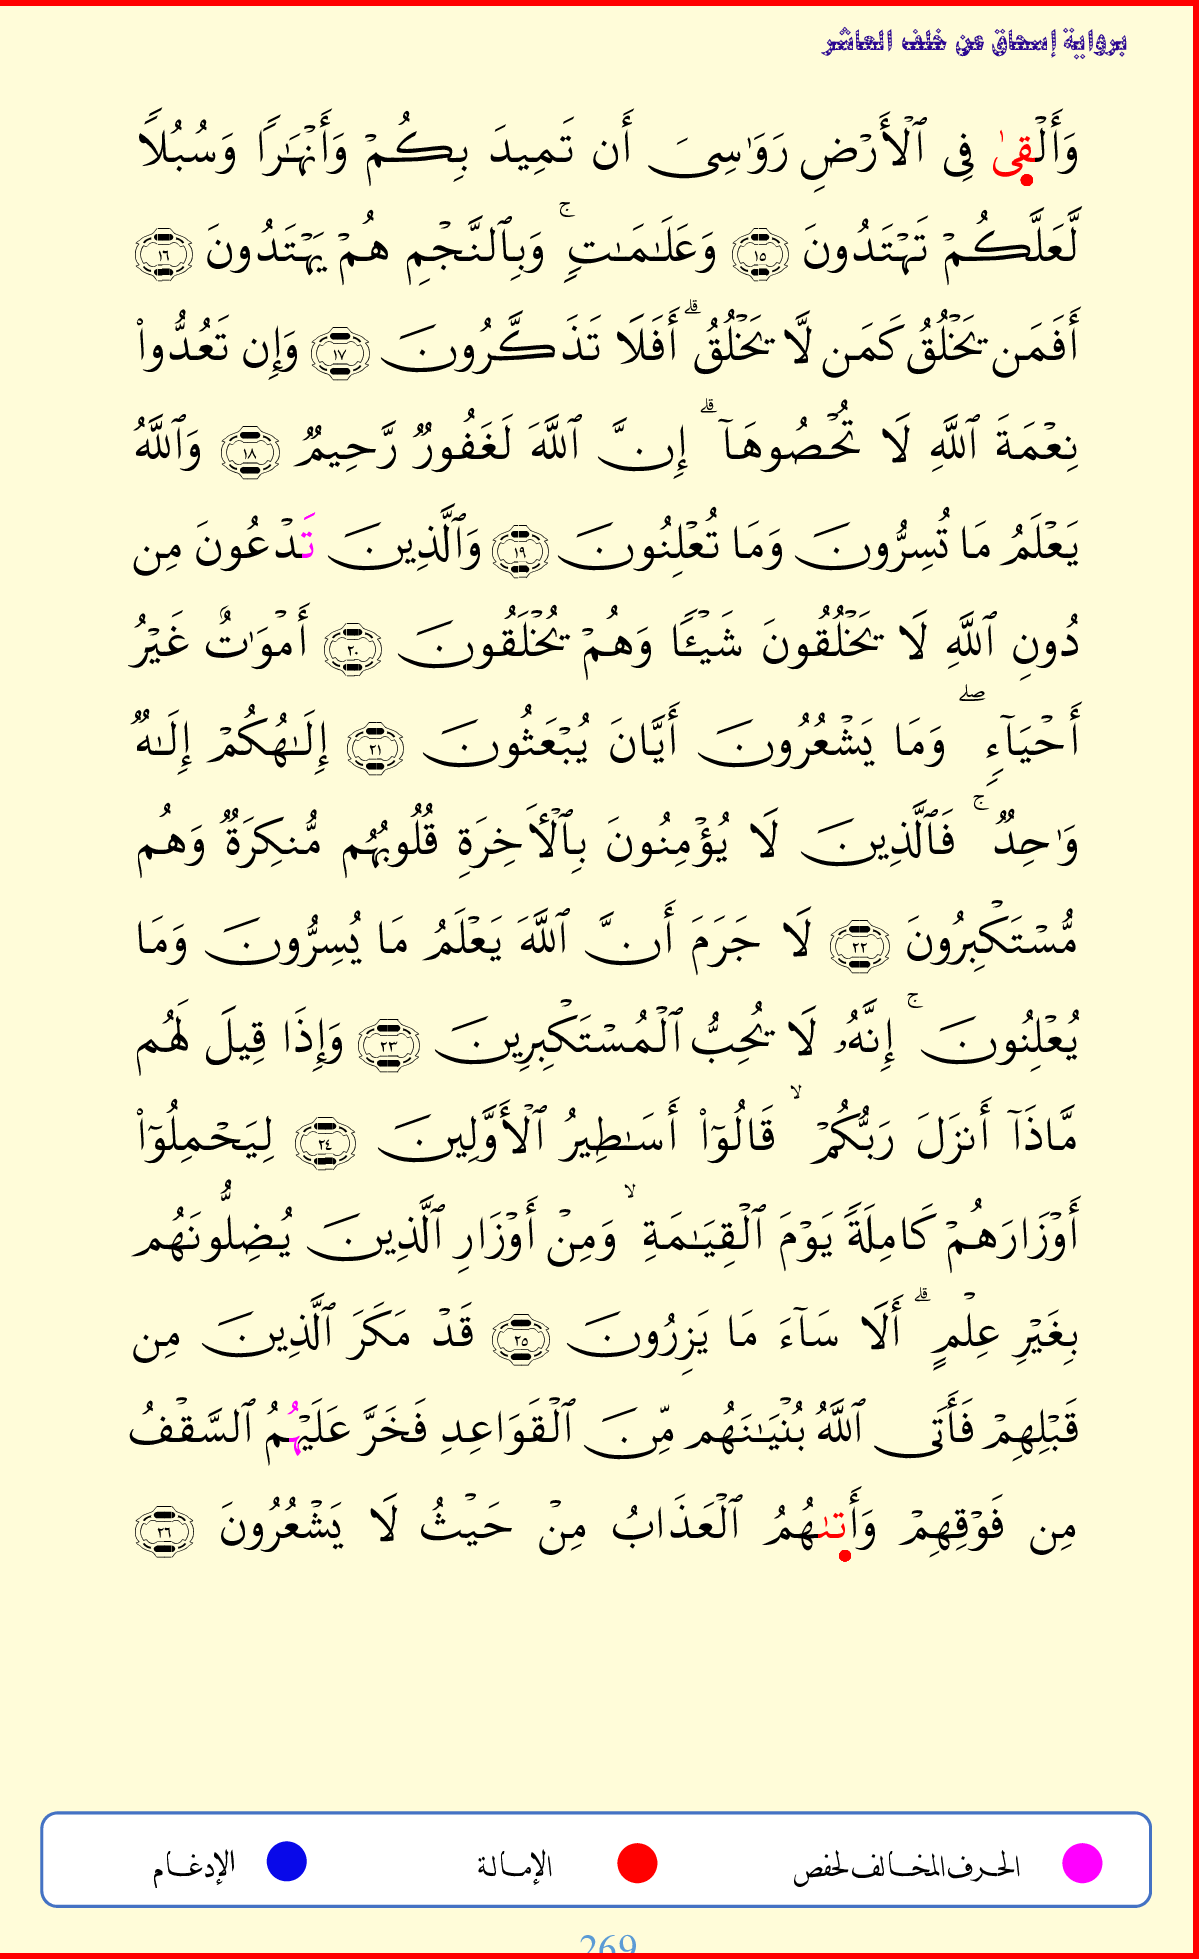 برواية إسحاق عن خلف العاشر
وَأَلۡقِىٰ فِي ٱلۡأَرۡضِ رَوَٰسِيَ أَن تَمِيدَ بِكُمۡ وَأَنۡهَٰرٗا وَسُبُلٗا
لَّعَلَّكُمۡ تَهۡتَدُونَ ١٥ وَعَلَٰمَٰتٖۚ وَبِٱلنَّجۡمِ هُمۡ يَهۡتَدُونَ ١٦
أَفَمَن يَخۡلُقُ كَمَن لَّا يَخۡلُقُۗ أَفَلَا تَذَكَّرُونَ ١٧ وَإِن تَعُدُّواْ
نِعۡمَةَ ٱللَّهِ لَا تُحۡصُوهَآۗ إِنَّ ٱللَّهَ لَغَفُورٞ رَّحِيمٞ ١٨ وَٱللَّهُ
يَعۡلَمُ مَا تُسِرُّونَ وَمَا تُعۡلِنُونَ ١٩ وَٱلَّذِينَ تَدۡعُونَ مِن
دُونِ ٱللَّهِ لَا يَخۡلُقُونَ شَيۡـٔٗا وَهُمۡ يُخۡلَقُونَ ٢٠ أَمۡوَٰتٌ غَيۡرُ
أَحۡيَآءٖۖ وَمَا يَشۡعُرُونَ أَيَّانَ يُبۡعَثُونَ ٢١ إِلَٰهُكُمۡ إِلَٰهٞ
وَٰحِدٞۚ فَٱلَّذِينَ لَا يُؤۡمِنُونَ بِٱلۡأٓخِرَةِ قُلُوبُهُم مُّنكِرَةٞ وَهُم
مُّسۡتَكۡبِرُونَ ٢٢ لَا جَرَمَ أَنَّ ٱللَّهَ يَعۡلَمُ مَا يُسِرُّونَ وَمَا
يُعۡلِنُونَۚ إِنَّهُۥ لَا يُحِبُّ ٱلۡمُسۡتَكۡبِرِينَ ٢٣ وَإِذَا قِيلَ لَهُم
مَّاذَآ أَنزَلَ رَبُّكُمۡۙ قَالُوٓاْ أَسَٰطِيرُ ٱلۡأَوَّلِينَ ٢٤ لِيَحۡمِلُوٓاْ
أَوۡزَارَهُمۡ كَامِلَةٗ يَوۡمَ ٱلۡقِيَٰمَةِۙ وَمِنۡ أَوۡزَارِ ٱلَّذِينَ يُضِلُّونَهُم
بِغَيۡرِ عِلۡمٍۗ أَلَا سَآءَ مَا يَزِرُونَ ٢٥ قَدۡ مَكَرَ ٱلَّذِينَ مِن
قَبۡلِهِمۡ فَأَتَى ٱللَّهُ بُنۡيَٰنَهُم مِّنَ ٱلۡقَوَاعِدِ فَخَرَّ عَلَيۡهُمُ ٱلسَّقۡفُ
مِن فَوۡقِهِمۡ وَأَتىٰهُمُ ٱلۡعَذَابُ مِنۡ حَيۡثُ لَا يَشۡعُرُونَ ٢٦
الحرف المخالف لحفص الإمالة الإدغام
269